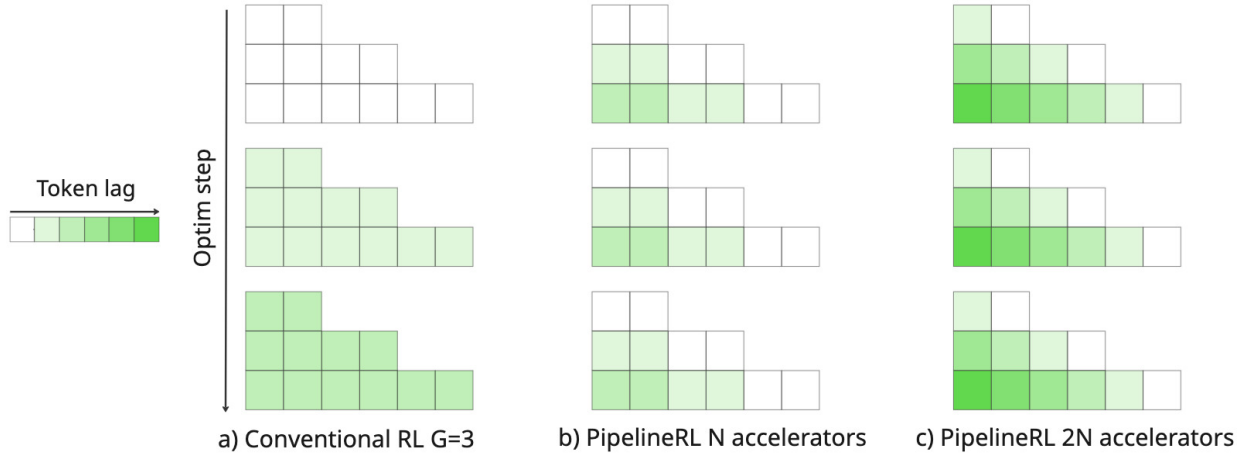 Token lag
Optim step
a) Conventional RL G=3
b) PipelineRL N accelerators
c) PipelineRL 2N accelerators